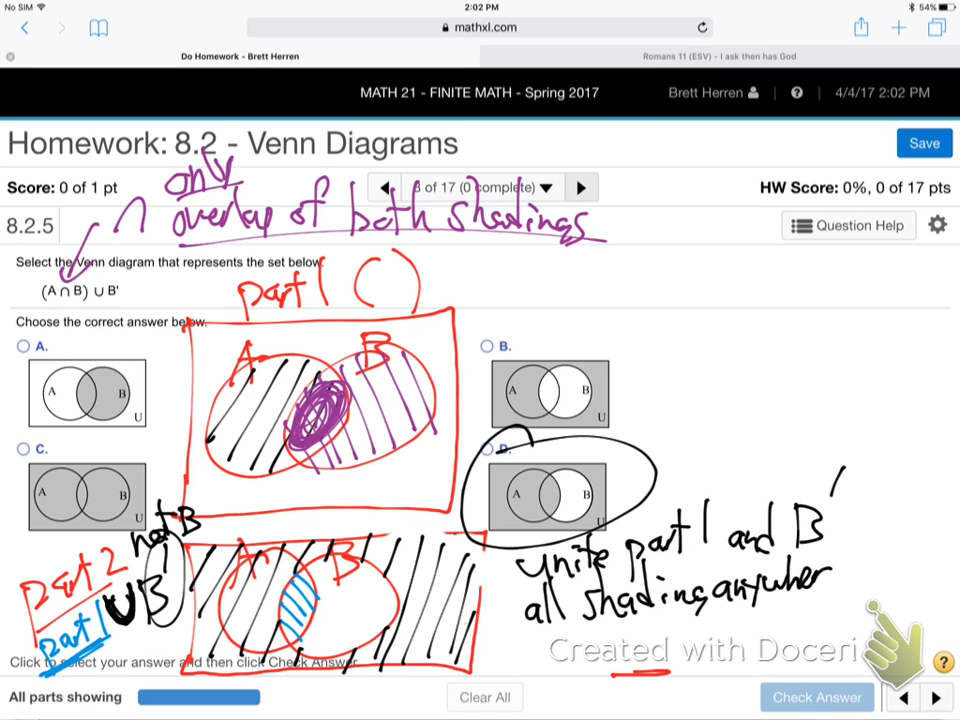 No SIM
2:02 PM
54%
mathxl.com
Do Homework - Brett Herren
Romans 11 (ESV) - I ask then has God
MATH 21 - FINITE MATH - Spring 2017
Brett Herren
4/4/17 2:02 PM
Homework: 8.2 - Venn Diagrams
Save
only
Score: 0 of 1 pt
3 of 17 (0 complete)
HW Score: 0%, 0 of 17 pts
8.2.5
∩ overlap of both shadings
Question Help
Select the Venn diagram that represents the set below.
(A ∩ B) ∪ B'
part 1 ( )
Choose the correct answer below.
A.
A B U
A B
B.
A B U
C.
A B U
D.
A B U
not B
part 2
part 1 ∪ B'
A B
unite part 1 and B'
all shading anywher
Created with Doceri
Click to select your answer and then click Check Answer.
?
All parts showing
Clear All
Check Answer